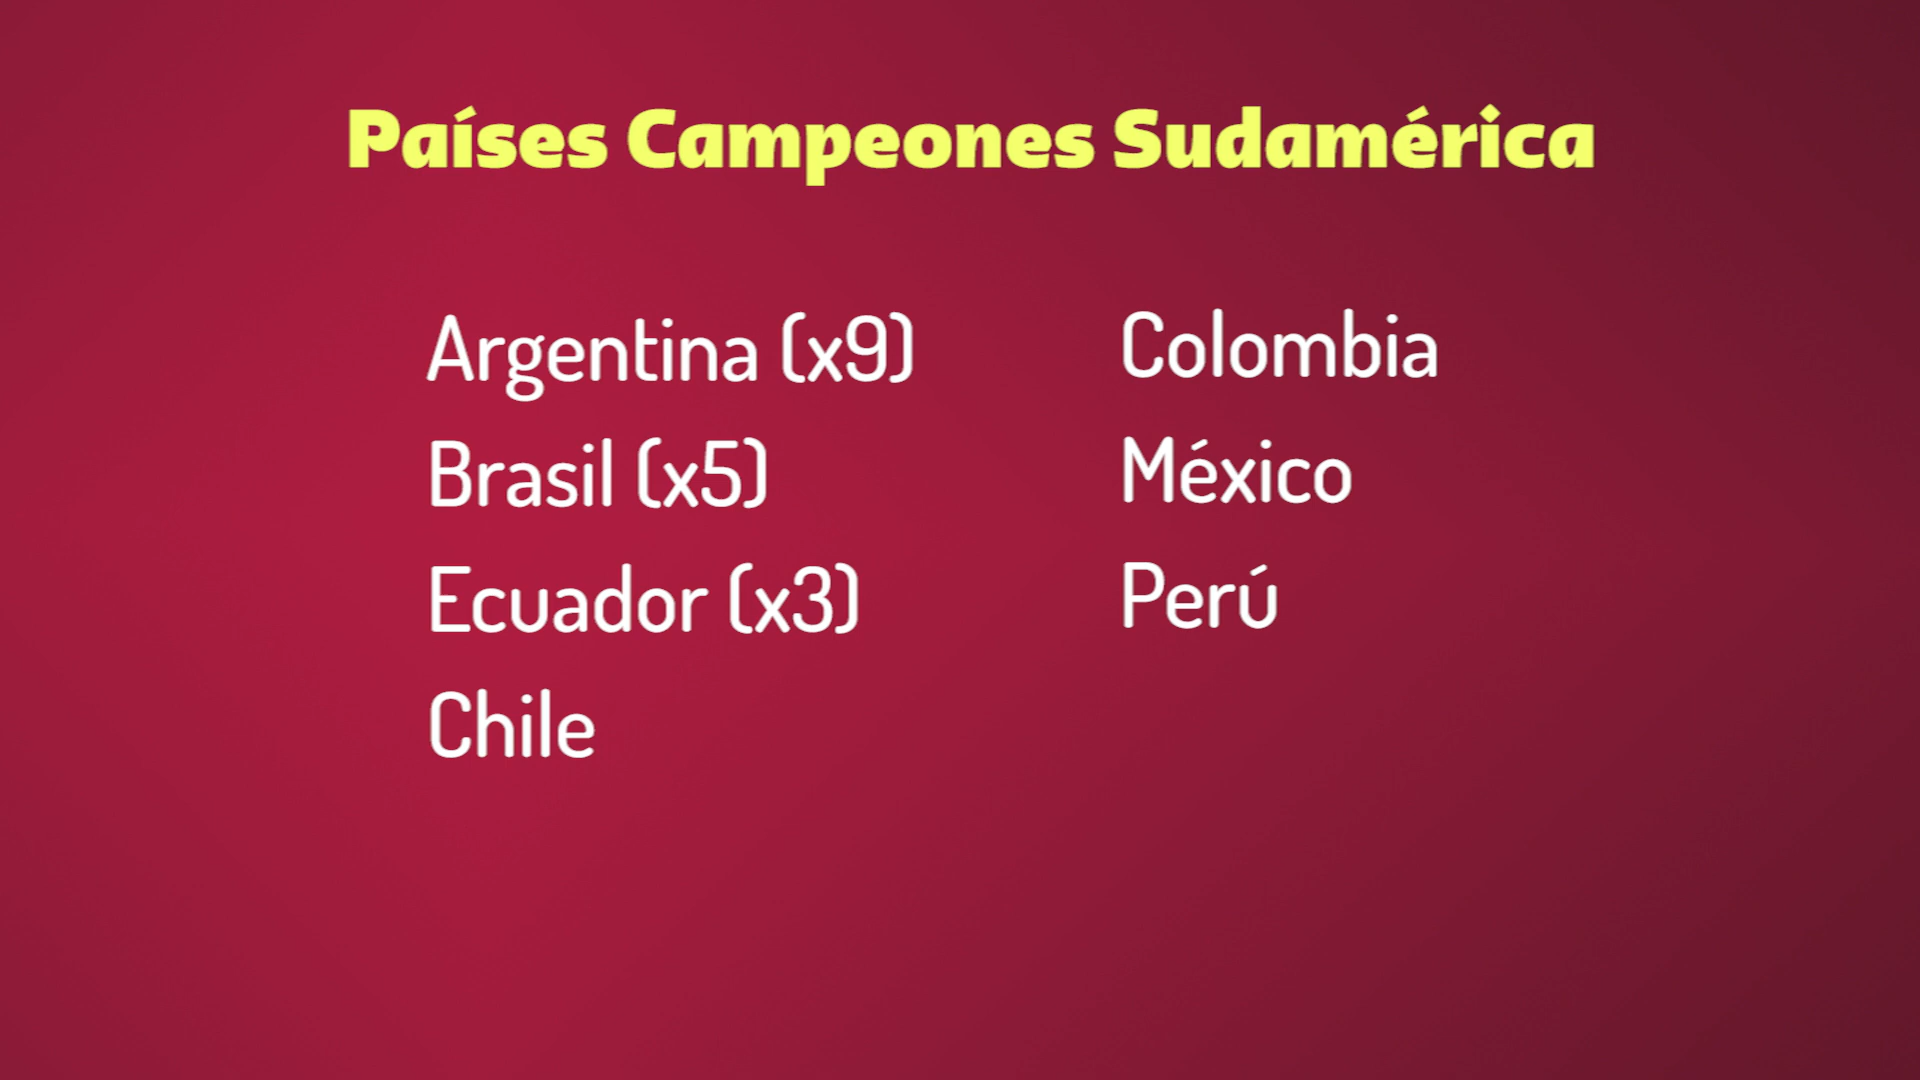 Países Campeones Sudamérica
Argentina (x9)
Brasil (x5)
Ecuador (x3)
Chile
Colombia
México
Perú